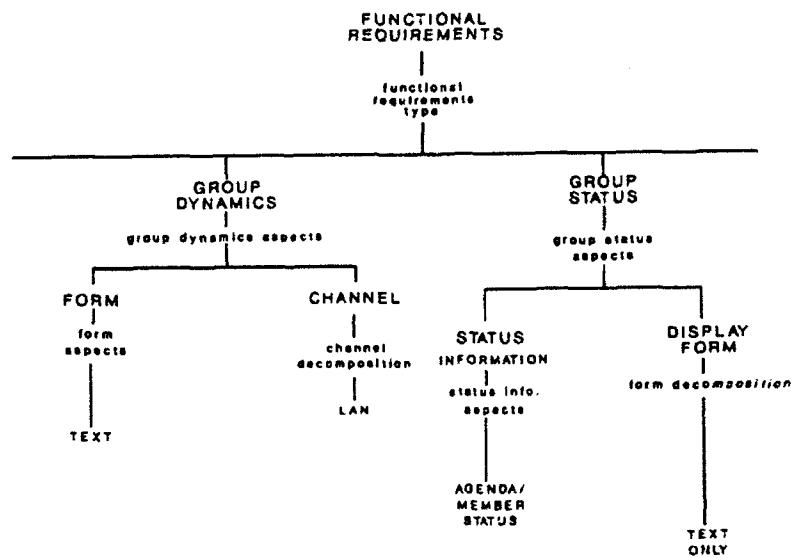 FUNCTIONAL
REQUIREMENTS
functional
requirements
type
GROUP
DYNAMICS
group dynamics aspects
GROUP
STATUS
group status
aspects
FORM
form
aspects
TEXT
CHANNEL
channel
decomposition
LAN
STATUS
INFORMATION
status info.
aspects
AGENDA/
MEMBER
STATUS
DISPLAY
FORM
form decomposition
TEXT
ONLY